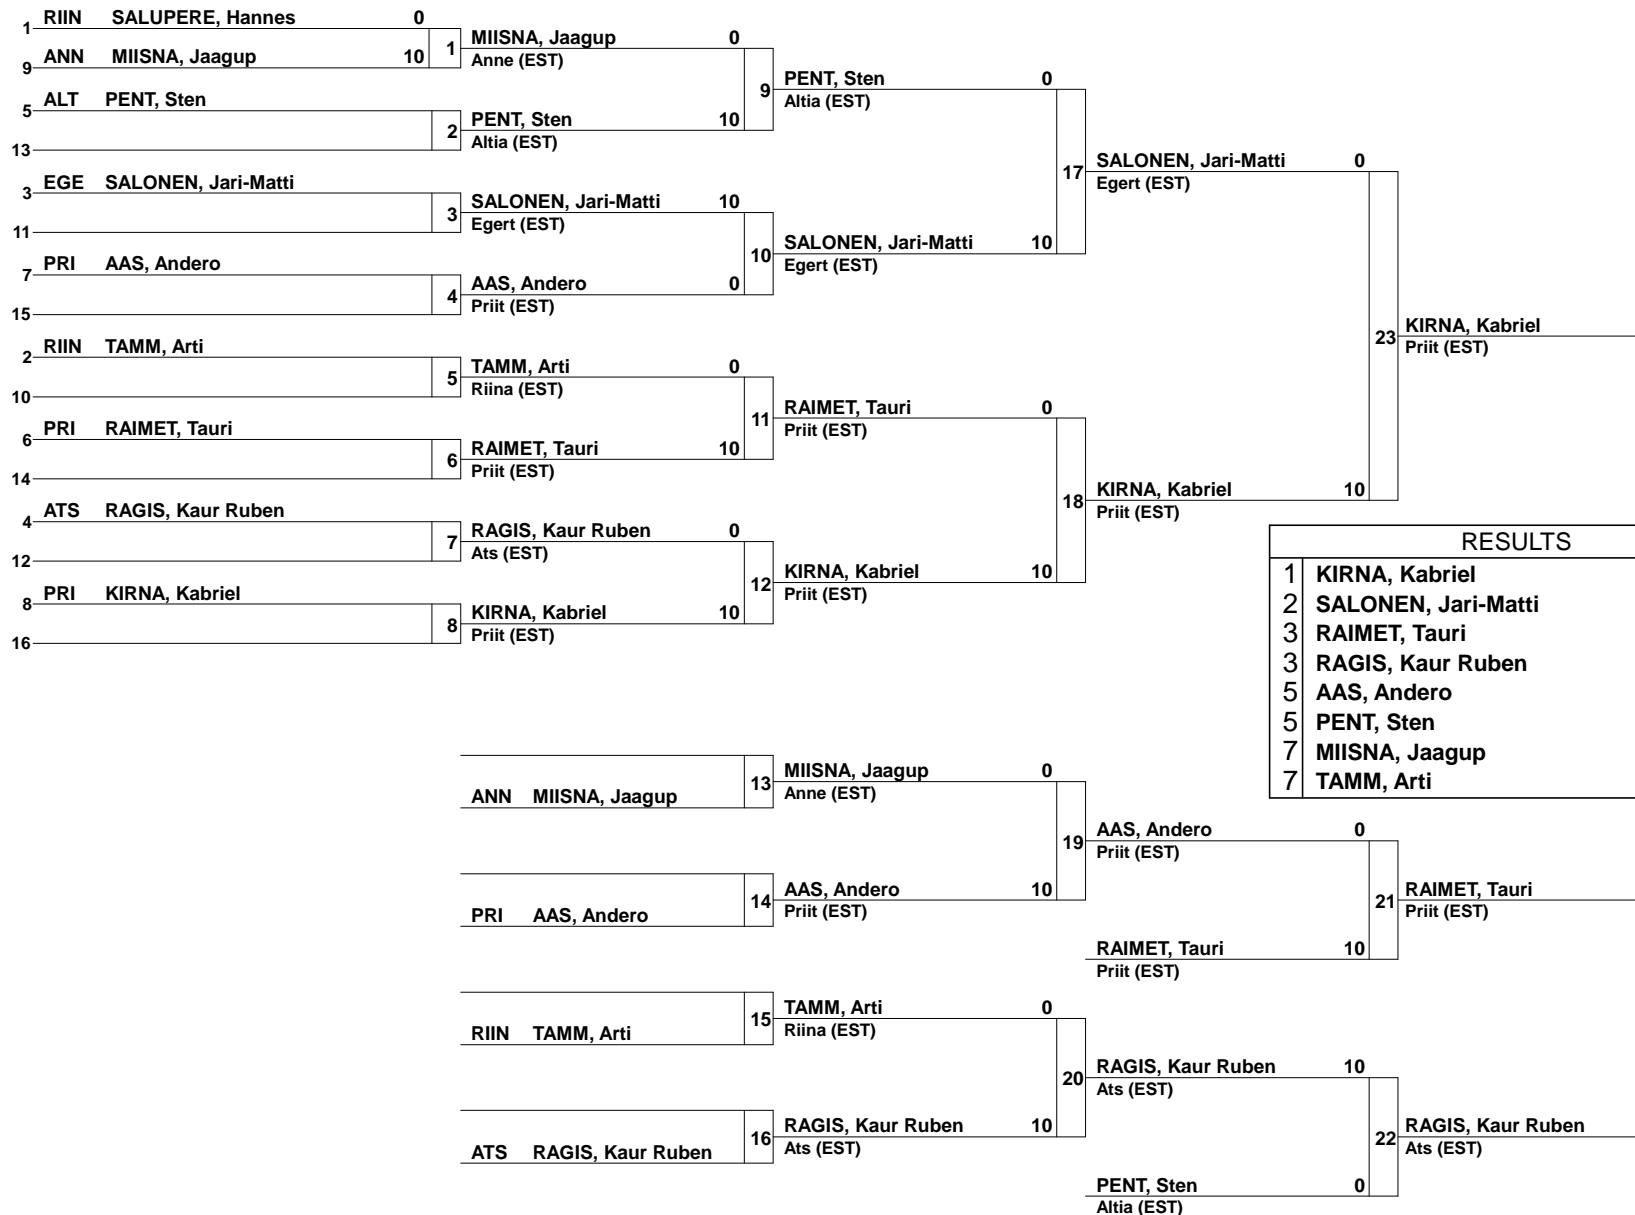 RIIN SALUPERE, Hannes 0
1
ANN MIISNA, Jaagup 10
9
1
MIISNA, Jaagup 0
Anne (EST)
ALT PENT, Sten
5
13
2
PENT, Sten 10
Altia (EST)
9
PENT, Sten 0
Altia (EST)
EGE SALONEN, Jari-Matti
3
11
3
SALONEN, Jari-Matti 10
Egert (EST)
PRI AAS, Andero
7
15
4
AAS, Andero 0
Priit (EST)
10
SALONEN, Jari-Matti 10
Egert (EST)
17
SALONEN, Jari-Matti 0
Egert (EST)
RIIN TAMM, Arti
2
10
5
TAMM, Arti 0
Riina (EST)
PRI RAIMET, Tauri
6
14
6
RAIMET, Tauri 10
Priit (EST)
11
RAIMET, Tauri 0
Priit (EST)
ATS RAGIS, Kaur Ruben
4
12
7
RAGIS, Kaur Ruben 0
Ats (EST)
PRI KIRNA, Kabriel
8
16
8
KIRNA, Kabriel 10
Priit (EST)
12
KIRNA, Kabriel 10
Priit (EST)
18
KIRNA, Kabriel 10
Priit (EST)
23
KIRNA, Kabriel
Priit (EST)
RESULTS
1 KIRNA, Kabriel
2 SALONEN, Jari-Matti
3 RAIMET, Tauri
3 RAGIS, Kaur Ruben
5 AAS, Andero
5 PENT, Sten
7 MIISNA, Jaagup
7 TAMM, Arti
ANN MIISNA, Jaagup
13
MIISNA, Jaagup 0
Anne (EST)
PRI AAS, Andero
14
AAS, Andero 10
Priit (EST)
19
AAS, Andero 0
Priit (EST)
RAIMET, Tauri 10
Priit (EST)
21
RAIMET, Tauri
Priit (EST)
RIIN TAMM, Arti
15
TAMM, Arti 0
Riina (EST)
ATS RAGIS, Kaur Ruben
16
RAGIS, Kaur Ruben 10
Ats (EST)
20
RAGIS, Kaur Ruben 10
Ats (EST)
PENT, Sten 0
Altia (EST)
22
RAGIS, Kaur Ruben
Ats (EST)